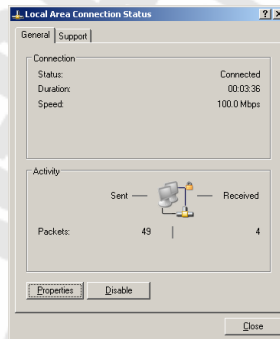 Local Area Connection Status
General Support
Connection
Status: Connected
Duration: 00:03:36
Speed: 100.0 Mbps
Activity
Sent — — Received
Packets: 49 | 4
Properties Disable
Close